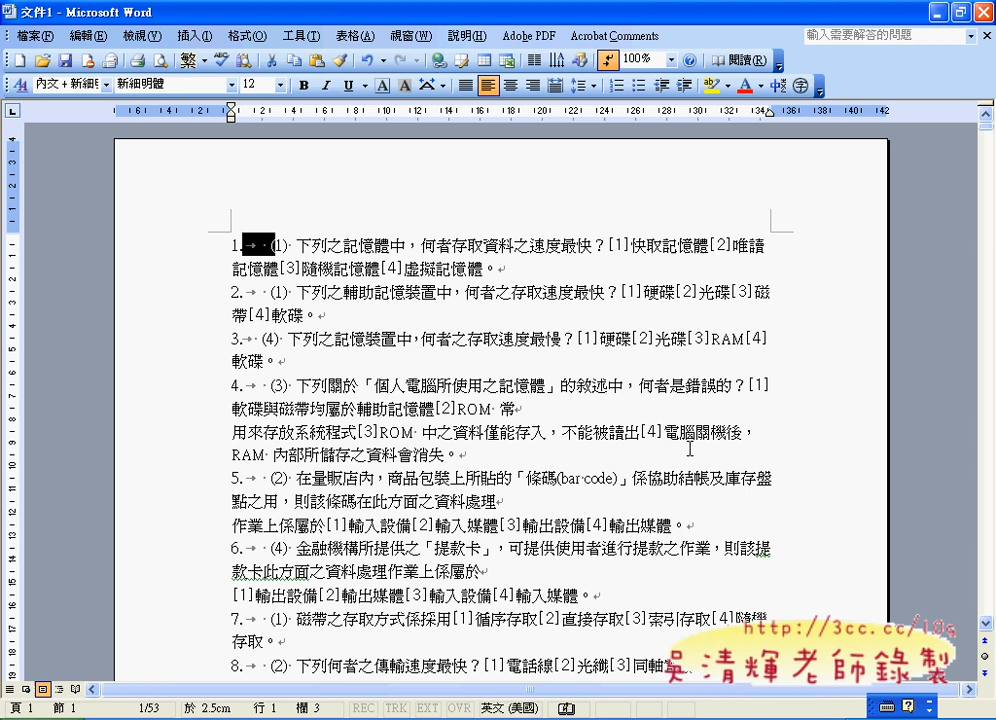 文件1 - Microsoft Word
檔案(F) 編輯(E) 檢視(V) 插入(I) 格式(O) 工具(T) 表格(A) 視窗(W) 說明(H) Adobe PDF Acrobat Comments 輸入需要解答的問題
繁 100% 閱讀(R)
內文 + 新細 新細明體 12 B I U A A A
1. → (1) 下列之記憶體中，何者存取資料之速度最快？[1]快取記憶體[2]唯讀
記憶體[3]隨機記憶體[4]虛擬記憶體。
2. → (1) 下列之輔助記憶裝置中，何者之存取速度最快？[1]硬碟[2]光碟[3]磁
帶[4]軟碟。
3. → (4) 下列之記憶裝置中，何者之存取速度最慢？[1]硬碟[2]光碟[3]RAM[4]
軟碟。
4. → (3) 下列關於「個人電腦所使用之記憶體」的敘述中，何者是錯誤的？[1]
軟碟與磁帶均屬於輔助記憶體[2]ROM 常
用來存放系統程式[3]ROM 中之資料僅能存入，不能被讀出[4]電腦關機後，
RAM 內部所儲存之資料會消失。
5. → (2) 在量販店內，商品包裝上所貼的「條碼(bar code)」係協助結帳及庫存盤
點之用，則該條碼在此方面之資料處理
作業上係屬於[1]輸入設備[2]輸入媒體[3]輸出設備[4]輸出媒體。
6. → (4) 金融機構所提供之「提款卡」，可提供使用者進行提款之作業，則該提
款卡此方面之資料處理作業上係屬於
[1]輸出設備[2]輸出媒體[3]輸入設備[4]輸入媒體。
7. → (1) 磁帶之存取方式係採用[1]循序存取[2]直接存取[3]索引存取[4]隨機
存取。
8. → (2) 下列何者之傳輸速度最快？[1]電話線[2]光纖[3]同軸
http://3cc.cc/10s
吳清輝老師錄製
頁 1 節 1 1/53 於 2.5cm 行 1 欄 3 REC TRK EXT OVR 英文 (美國)